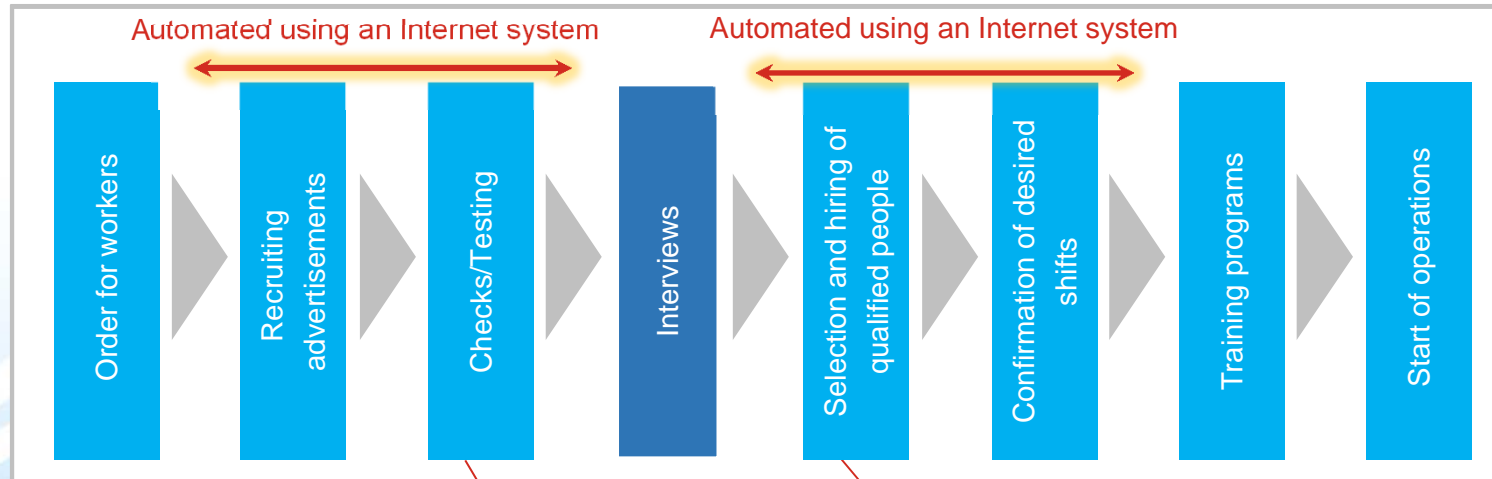 Automated using an Internet system
Automated using an Internet system
Order for workers
Recruiting
advertisements
Checks/Testing
Interviews
Selection and hiring of
qualified people
Confirmation of desired
shifts
Training programs
Start of operations